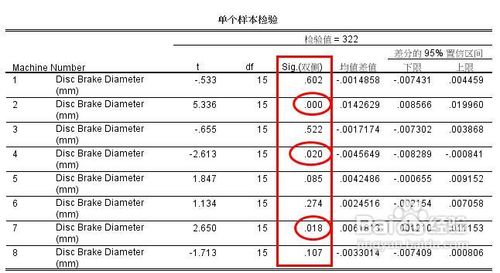 单个样本检验
检验值 = 322
差分的 95% 置信区间
Machine Number t df Sig.(双侧) 均值差值 下限 上限
1 Disc Brake Diameter (mm) -.533 15 .602 -.0014858 -.007431 .004459
2 Disc Brake Diameter (mm) 5.336 15 .000 .0142629 .008566 .019960
3 Disc Brake Diameter (mm) -.655 15 .522 -.0017174 -.007302 .003868
4 Disc Brake Diameter (mm) -2.613 15 .020 -.0045649 -.008289 -.000841
5 Disc Brake Diameter (mm) 1.847 15 .085 .0042486 -.000655 .009152
6 Disc Brake Diameter (mm) 1.134 15 .274 .0024516 -.002154 .007058
7 Disc Brake Diameter (mm) 2.650 15 .018
8 Disc Brake Diameter (mm) -1.713 15 .107 -.0033014 -.007409 .000806